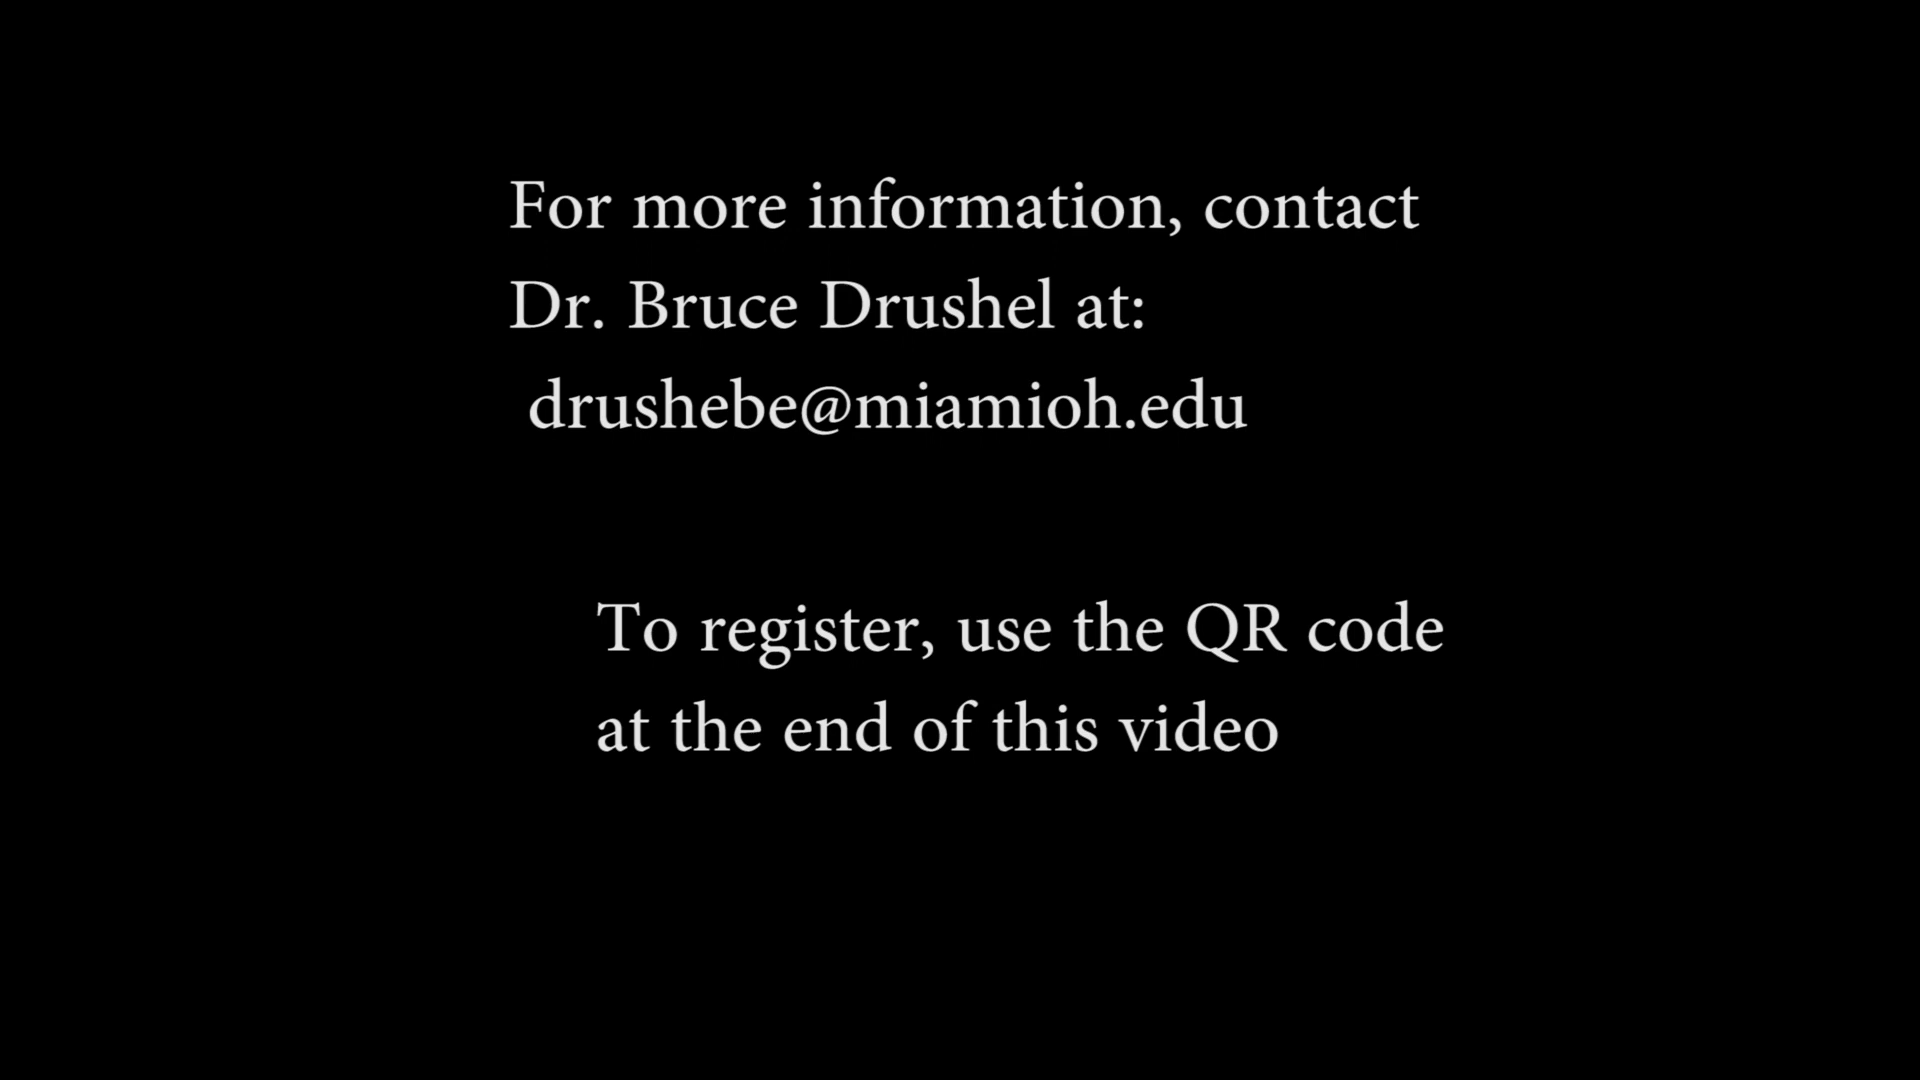 For more information, contact
Dr. Bruce Drushel at:
drushebe@miamioh.edu
To register, use the QR code
at the end of this video